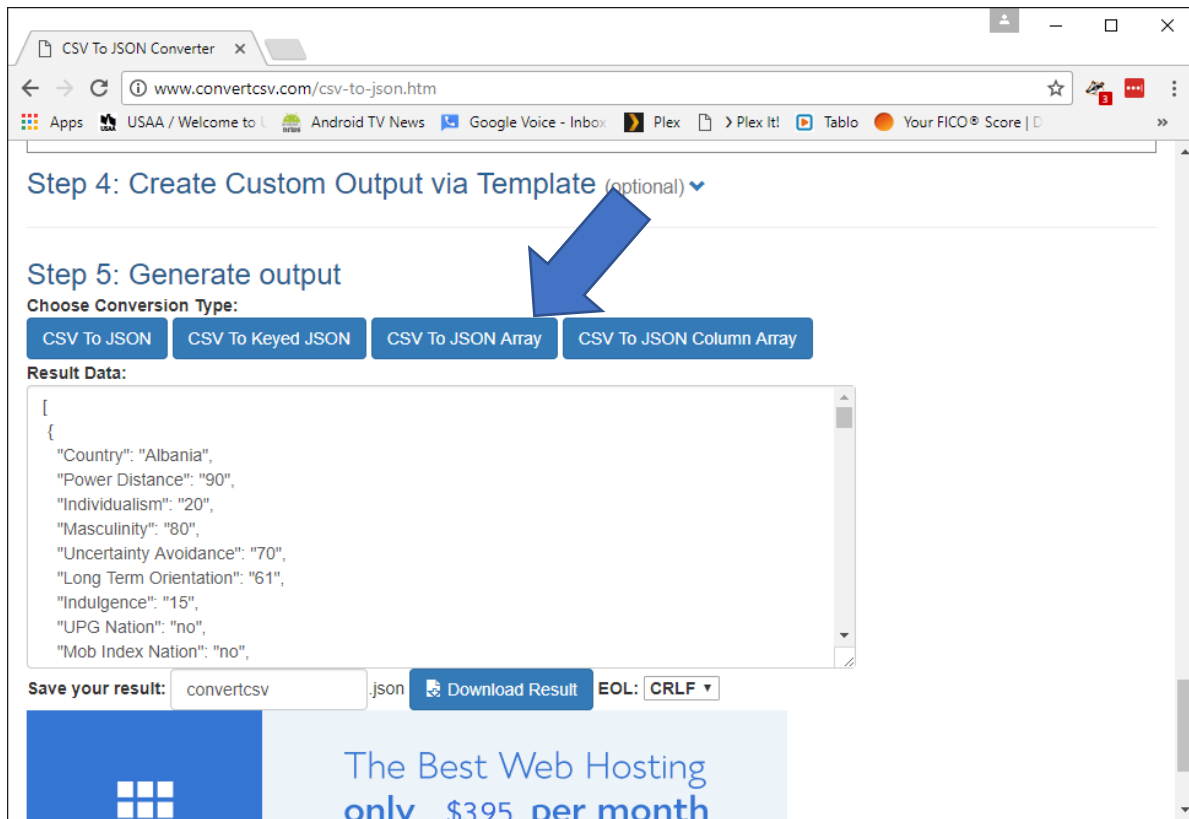 CSV To JSON Converter
www.convertcsv.com/csv-to-json.htm
3
Apps USAA / Welcome to U Android TV News Google Voice - Inbox Plex > Plex It! Tablo Your FICO® Score | D »
Step 4: Create Custom Output via Template (optional)
Step 5: Generate output
Choose Conversion Type:
CSV To JSON CSV To Keyed JSON CSV To JSON Array CSV To JSON Column Array
Result Data:
[
{
"Country": "Albania",
"Power Distance": "90",
"Individualism": "20",
"Masculinity": "80",
"Uncertainty Avoidance": "70",
"Long Term Orientation": "61",
"Indulgence": "15",
"UPG Nation": "no",
"Mob Index Nation": "no",
Save your result: convertcsv .json Download Result EOL: CRLF
The Best Web Hosting
only $395 per month